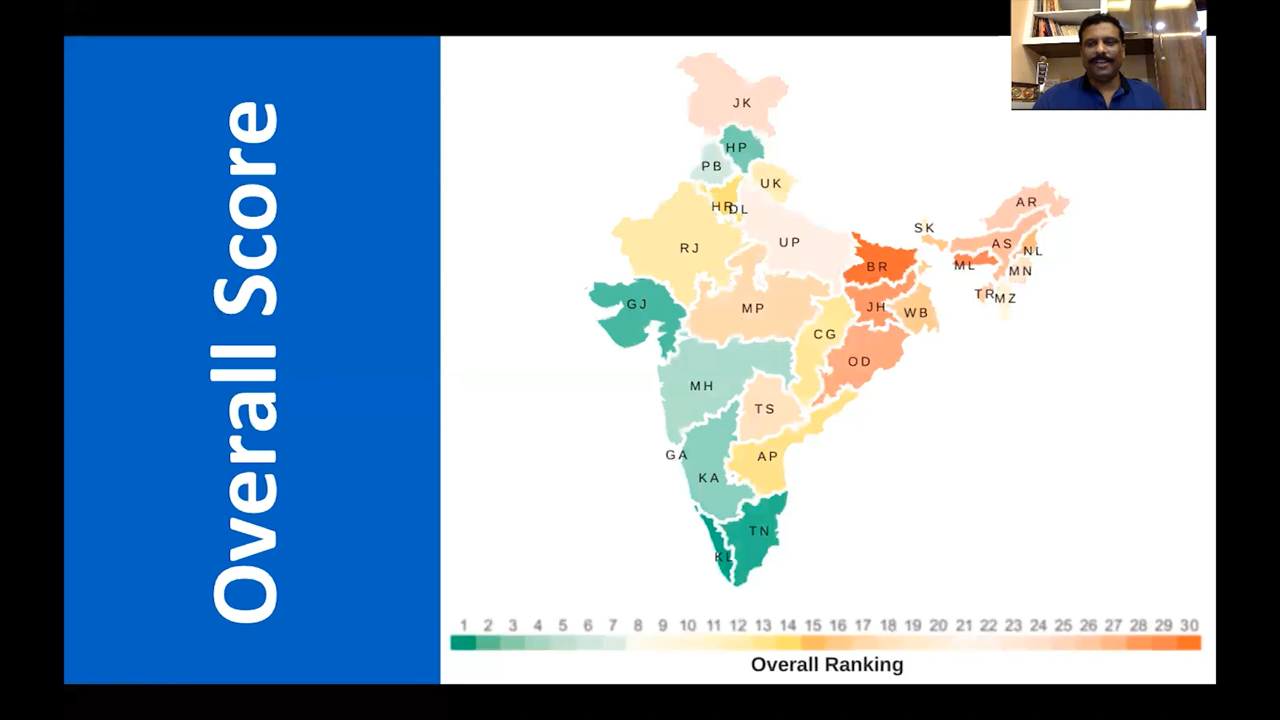 Overall Score
JK
HP
PB
UK
HR
DL
AR
SK
RJ
UP
AS
NL
BR
ML
MN
TR
MZ
GJ
MP
JH
WB
CG
OD
MH
TS
GA
AP
KA
TN
KL
1 2 3 4 5 6 7 8 9 10 11 12 13 14 15 16 17 18 19 20 21 22 23 24 25 26 27 28 29 30
Overall Ranking